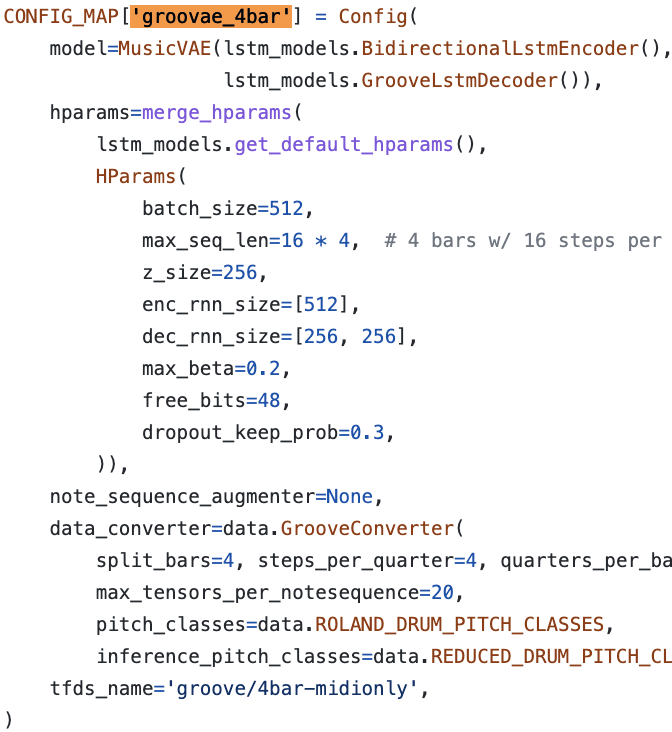 CONFIG_MAP['groovae_4bar'] = Config(
    model=MusicVAE(lstm_models.BidirectionalLstmEncoder(),
                   lstm_models.GrooveLstmDecoder()),
    hparams=merge_hparams(
        lstm_models.get_default_hparams(),
        HParams(
            batch_size=512,
            max_seq_len=16 * 4,  # 4 bars w/ 16 steps per
            z_size=256,
            enc_rnn_size=[512],
            dec_rnn_size=[256, 256],
            max_beta=0.2,
            free_bits=48,
            dropout_keep_prob=0.3,
        )),
    note_sequence_augmenter=None,
    data_converter=data.GrooveConverter(
        split_bars=4, steps_per_quarter=4, quarters_per_ba
        max_tensors_per_notesequence=20,
        pitch_classes=data.ROLAND_DRUM_PITCH_CLASSES,
        inference_pitch_classes=data.REDUCED_DRUM_PITCH_CL
    tfds_name='groove/4bar-midionly',
)